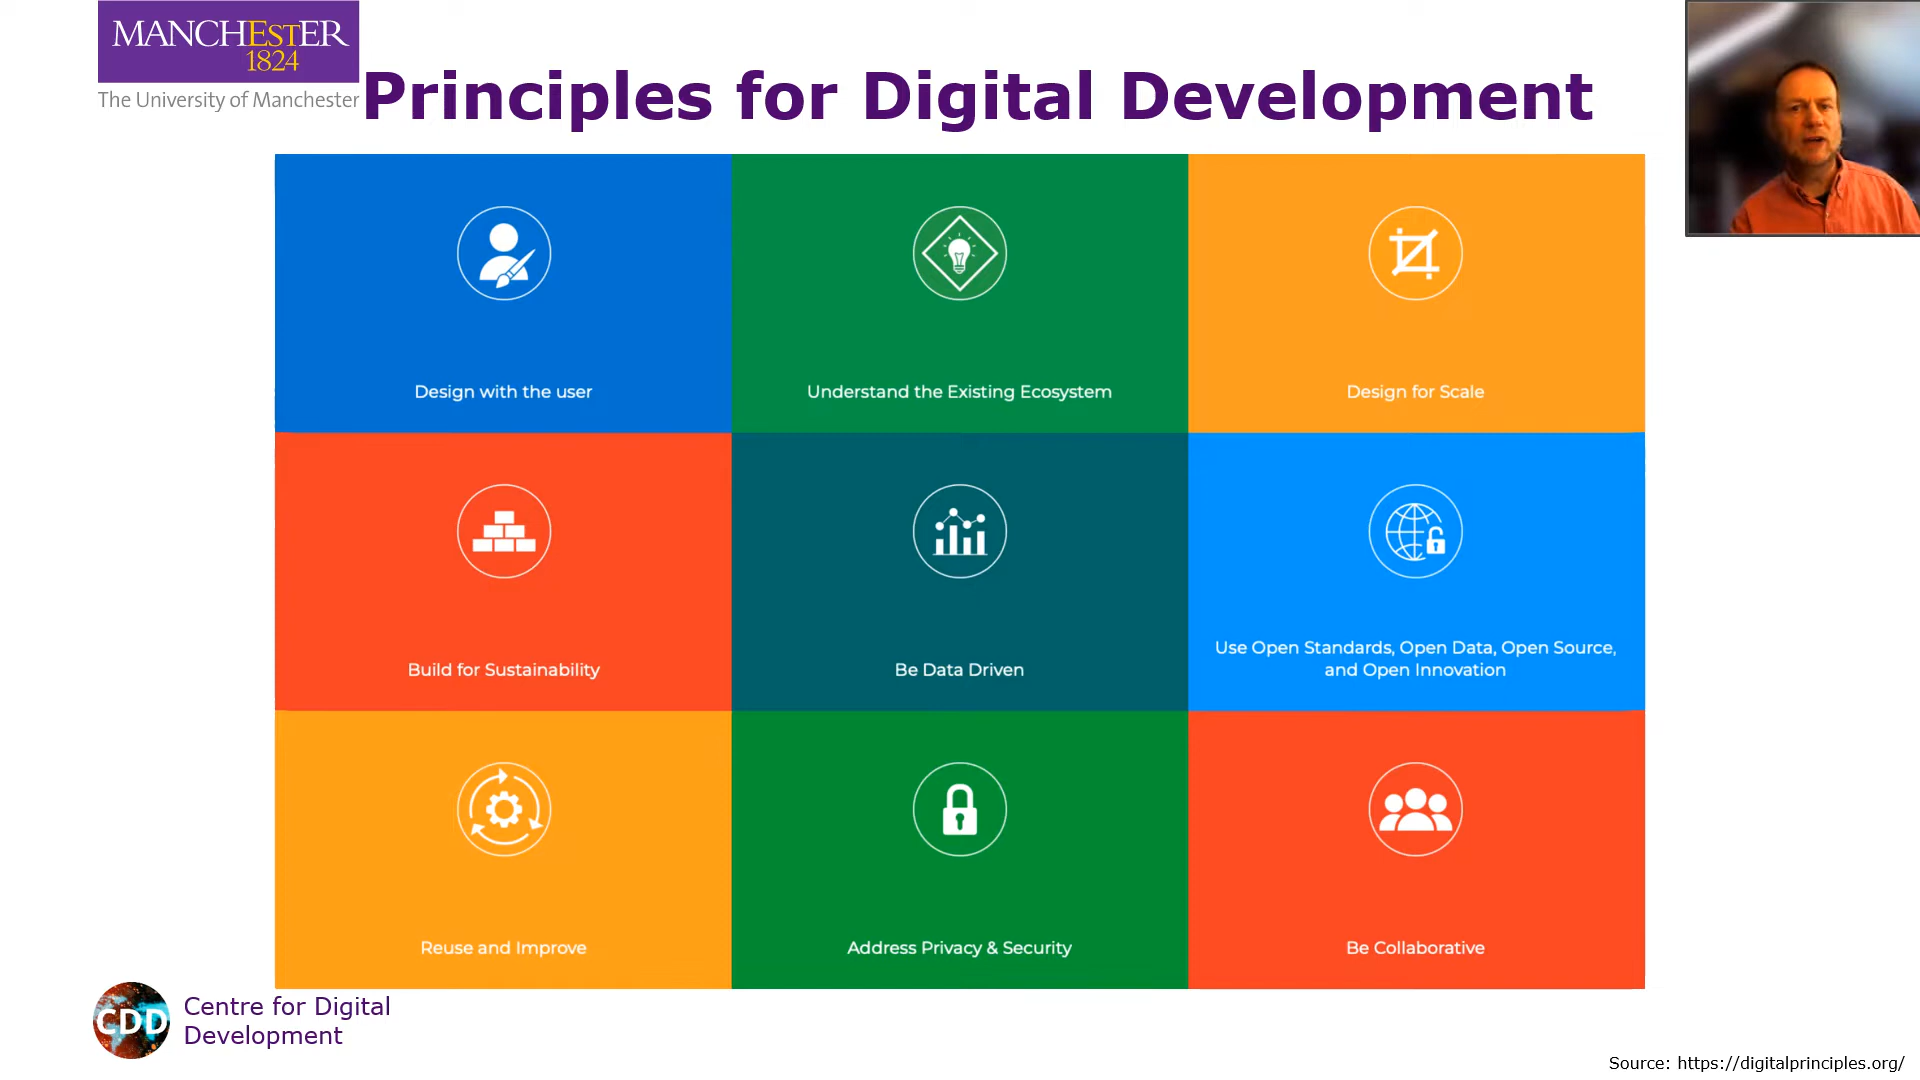 MANCHESTER
1824
The University of Manchester
Principles for Digital Development
Design with the user
Understand the Existing Ecosystem
Design for Scale
Build for Sustainability
Be Data Driven
Use Open Standards, Open Data, Open Source,
and Open Innovation
Reuse and Improve
Address Privacy & Security
Be Collaborative
CDD
Centre for Digital
Development
Source: https://digitalprinciples.org/